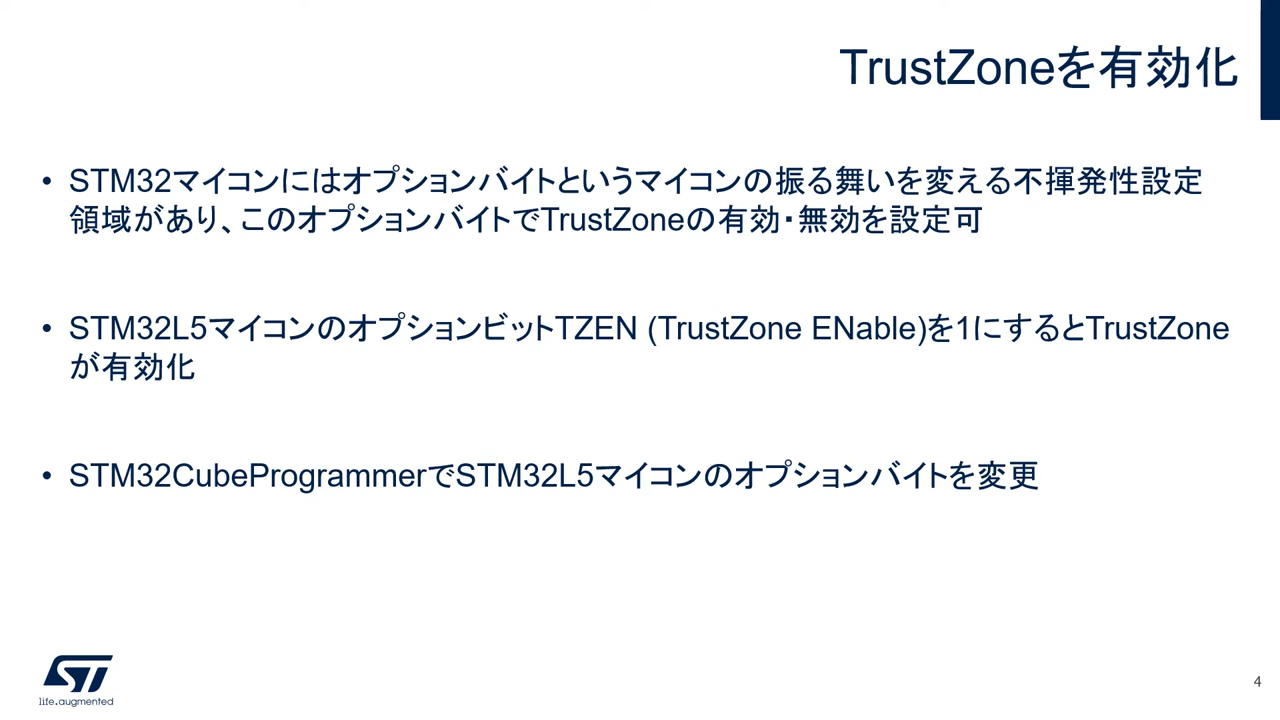 TrustZoneを有効化
• STM32マイコンにはオプションバイトというマイコンの振る舞いを変える不揮発性設定
領域があり、このオプションバイトでTrustZoneの有効・無効を設定可
• STM32L5マイコンのオプションビットTZEN (TrustZone ENable)を1にするとTrustZone
が有効化
• STM32CubeProgrammerでSTM32L5マイコンのオプションバイトを変更
ST
life.augmented
4